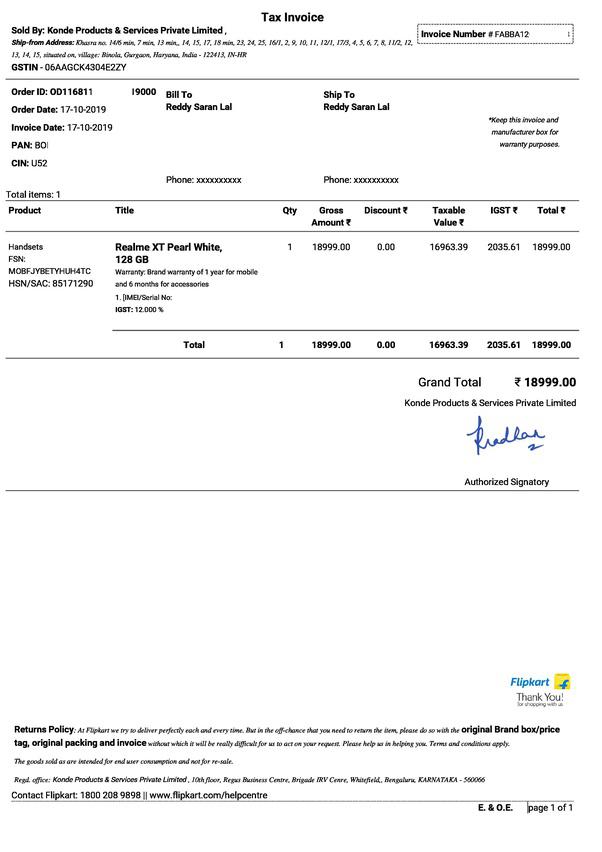 Tax Invoice
Sold By: Konde Products & Services Private Limited ,
Invoice Number # FABBA12
Ship-from Address: Khasra no. 14/6 min, 7 min, 13 min,, 14, 15, 17, 18 min, 23, 24, 25, 16/1, 2, 9, 10, 11, 12/1, 17/3, 4, 5, 6, 7, 8, 11/2, 12,
13, 14, 15, situated on, village: Binola, Gurgaon, Haryana, India - 122413, IN-HR
GSTIN - 06AAGCK4304E2ZY
Order ID: OD116811 19000
Order Date: 17-10-2019
Invoice Date: 17-10-2019
PAN: BO
CIN: U52
Bill To
Reddy Saran Lal
Phone: xxxxxxxxxx
Ship To
Reddy Saran Lal
Phone: xxxxxxxxxx
*Keep this invoice and
manufacturer box for
warranty purposes.
Total items: 1
Product Title Qty Gross Amount ₹ Discount ₹ Taxable Value ₹ IGST ₹ Total ₹
Handsets
FSN:
MOBFJYBETYHUH4TC
HSN/SAC: 85171290
Realme XT Pearl White,
128 GB
Warranty: Brand warranty of 1 year for mobile
and 6 months for accessories
1. [IMEI/Serial No:
IGST: 12.000 %
1 18999.00 0.00 16963.39 2035.61 18999.00
Total 1 18999.00 0.00 16963.39 2035.61 18999.00
Grand Total ₹ 18999.00
Konde Products & Services Private Limited
Authorized Signatory
Flipkart
Thank You!
for shopping with us
Returns Policy: At Flipkart we try to deliver perfectly each and every time. But in the off-chance that you need to return the item, please do so with the original Brand box/price
tag, original packing and invoice without which it will be really difficult for us to act on your request. Please help us in helping you. Terms and conditions apply.
The goods sold as are intended for end user consumption and not for re-sale.
Regd. office: Konde Products & Services Private Limited , 10th floor, Regus Business Centre, Brigade IRV Cenre, Whitefield,, Bengaluru, KARNATAKA - 560066
Contact Flipkart: 1800 208 9898 || www.flipkart.com/helpcentre
E. & O.E. page 1 of 1